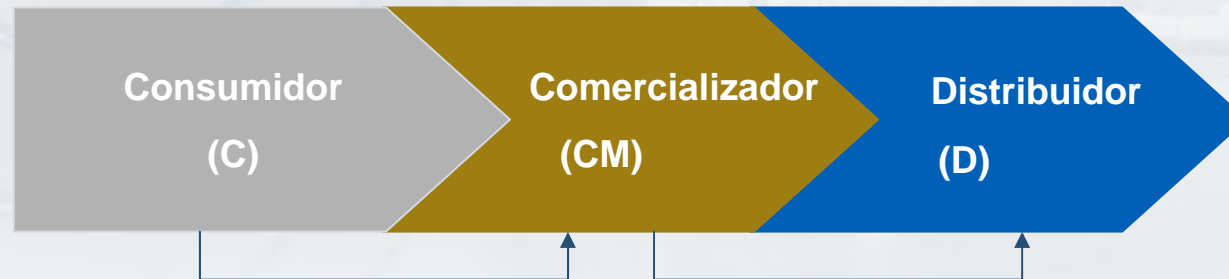 Consumidor
(C)
Comercializador
(CM)
Distribuidor
(D)